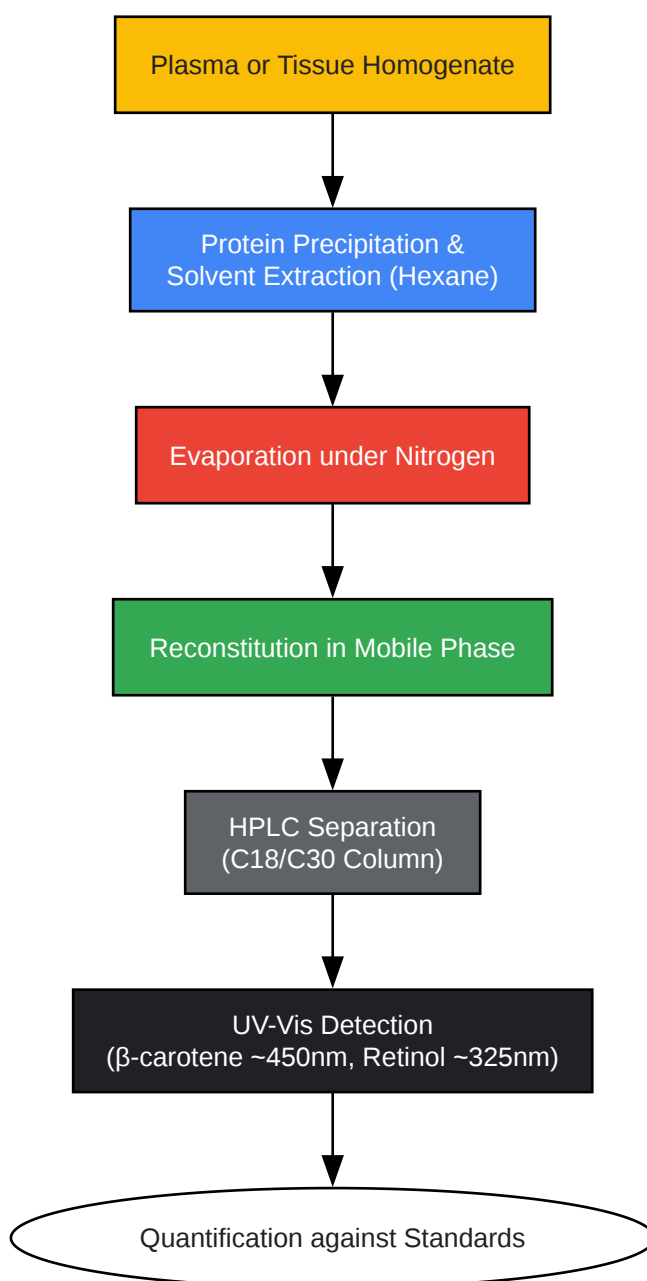 Plasma or Tissue Homogenate
Protein Precipitation &
Solvent Extraction (Hexane)
Evaporation under Nitrogen
Reconstitution in Mobile Phase
HPLC Separation
(C18/C30 Column)
UV-Vis Detection
(β-carotene ~450nm, Retinol ~325nm)
Quantification against Standards